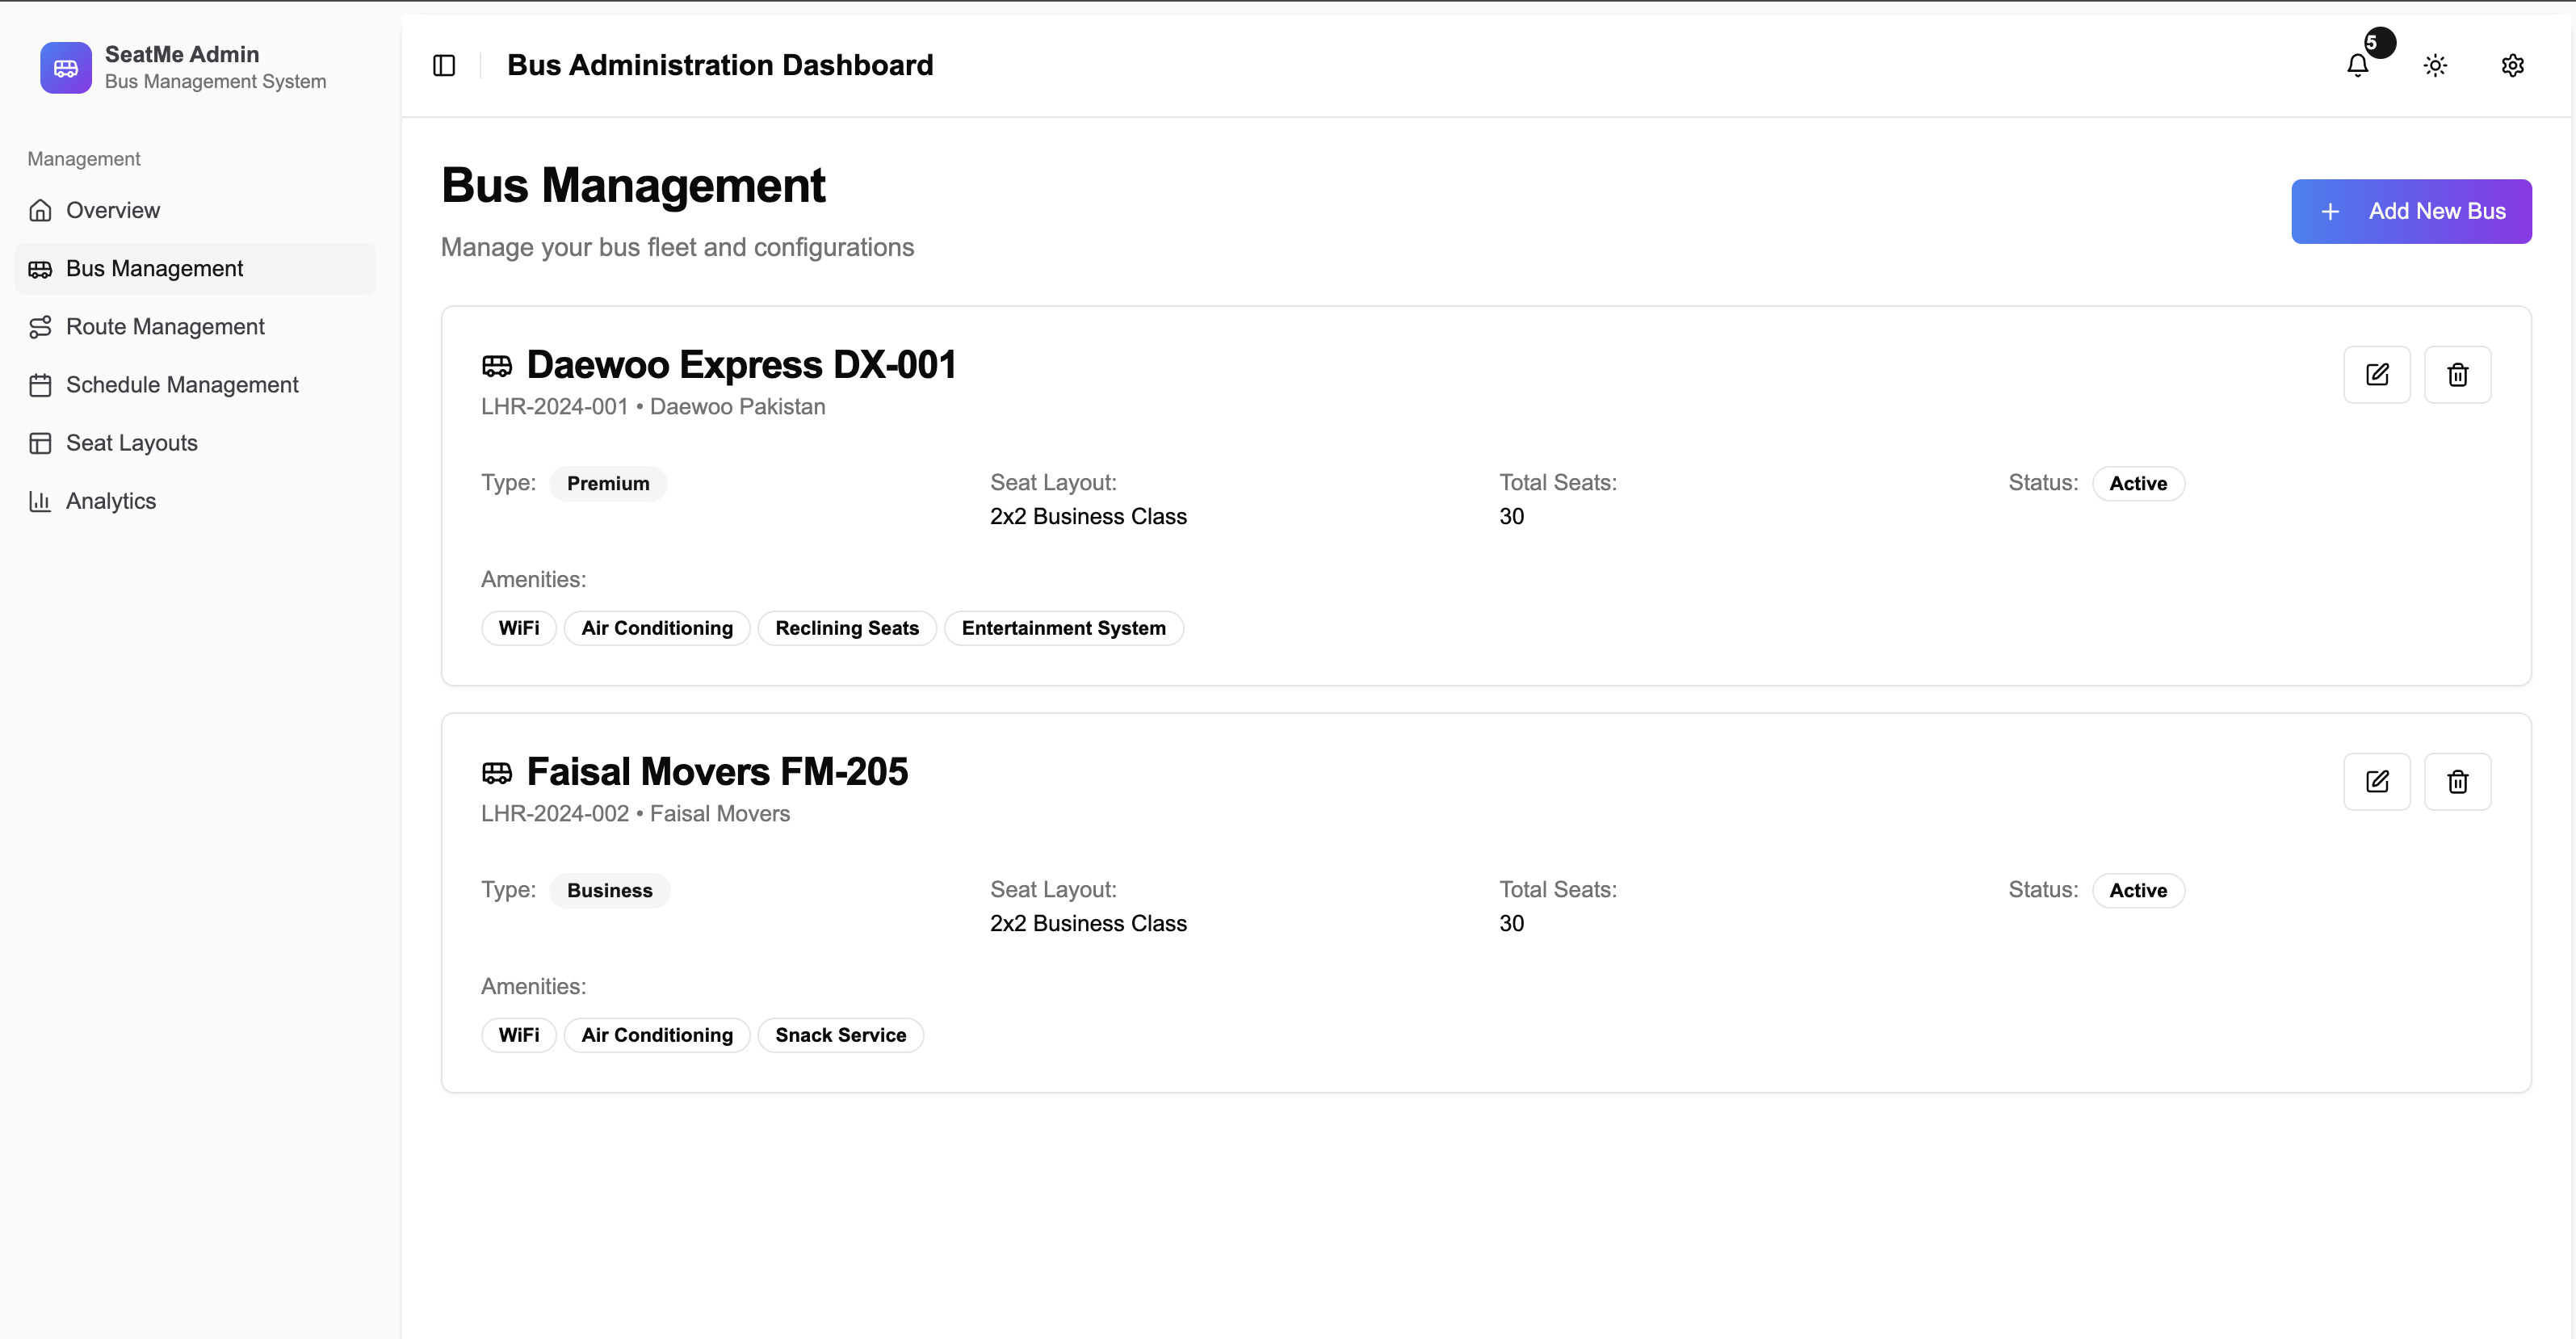 SeatMe Admin
Bus Management System
Management
Overview
Bus Management
Route Management
Schedule Management
Seat Layouts
Analytics
Bus Administration Dashboard
5
Bus Management
Manage your bus fleet and configurations
Add New Bus
Daewoo Express DX-001
LHR-2024-001 • Daewoo Pakistan
Type: Premium
Seat Layout:
2x2 Business Class
Total Seats:
30
Status: Active
Amenities:
WiFi Air Conditioning Reclining Seats Entertainment System
Faisal Movers FM-205
LHR-2024-002 • Faisal Movers
Type: Business
Seat Layout:
2x2 Business Class
Total Seats:
30
Status: Active
Amenities:
WiFi Air Conditioning Snack Service